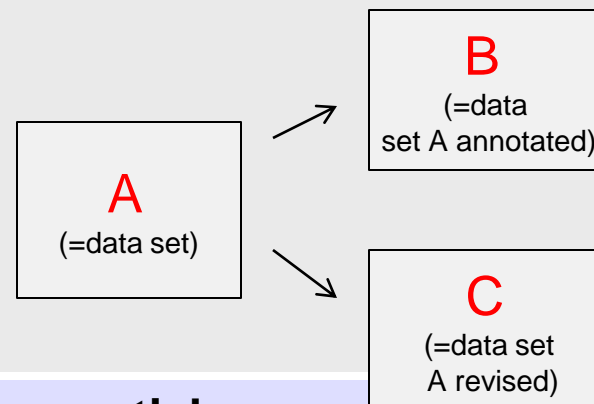 A
(=data set)
B
(=data
set A annotated)
C
(=data set
A revised)